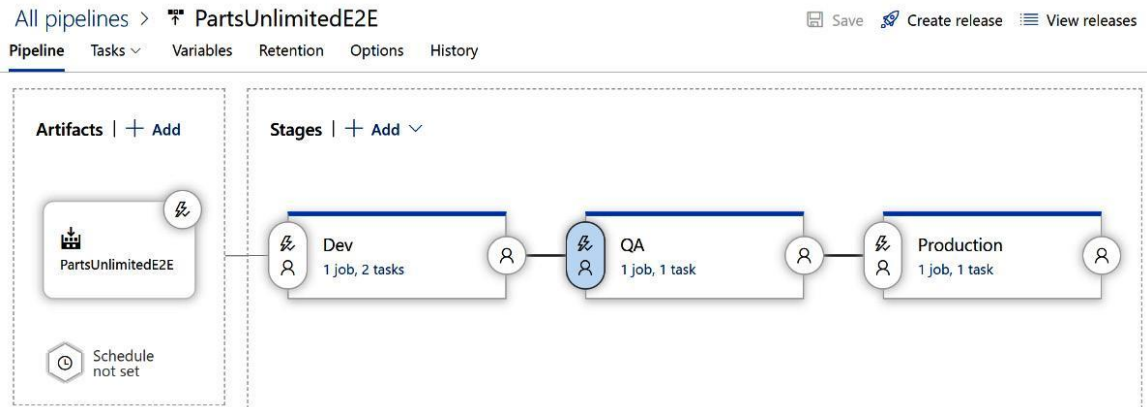 All pipelines > PartsUnlimitedE2E
Save Create release View releases
Pipeline Tasks Variables Retention Options History
Artifacts | + Add
Stages | + Add
PartsUnlimitedE2E
Schedule
not set
Dev
1 job, 2 tasks
QA
1 job, 1 task
Production
1 job, 1 task